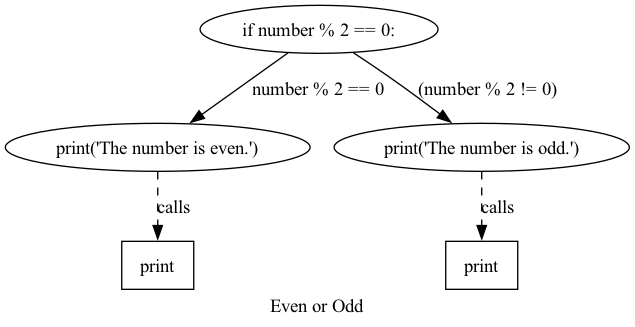 if number % 2 == 0:
number % 2 == 0
(number % 2 != 0)
print('The number is even.')
print('The number is odd.')
calls
calls
print
print
Even or Odd